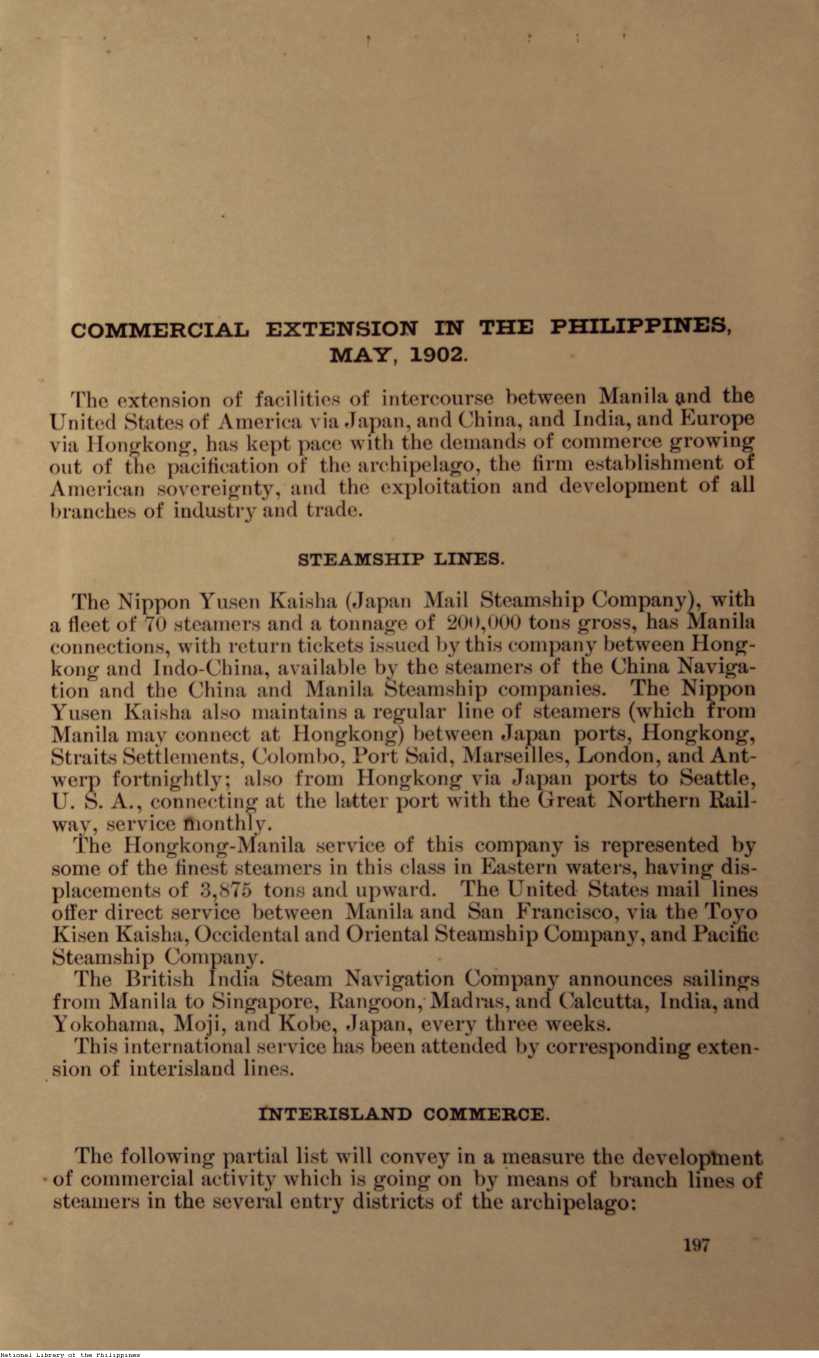 COMMERCIAL EXTENSION IN THE PHILIPPINES,
MAY, 1902.
The extension of facilities of intercourse between Manila and the
United States of America via Japan, and China, and India, and Europe
via Hongkong, has kept pace with the demands of commerce growing
out of the pacification of the archipelago, the firm establishment of
American sovereignty, and the exploitation and development of all
branches of industry and trade.
STEAMSHIP LINES.
The Nippon Yusen Kaisha (Japan Mail Steamship Company), with
a fleet of 70 steamers and a tonnage of 200,000 tons gross, has Manila
connections, with return tickets issued by this company between Hong-
kong and Indo-China, available by the steamers of the China Naviga-
tion and the China and Manila Steamship companies. The Nippon
Yusen Kaisha also maintains a regular line of steamers (which from
Manila may connect at Hongkong) between Japan ports, Hongkong,
Straits Settlements, Colombo, Port Said, Marseilles, London, and Ant-
werp fortnightly; also from Hongkong via Japan ports to Seattle,
U. S. A., connecting at the latter port with the Great Northern Rail-
way, service monthly.
The Hongkong-Manila service of this company is represented by
some of the finest steamers in this class in Eastern waters, having dis-
placements of 3,875 tons and upward. The United States mail lines
offer direct service between Manila and San Francisco, via the Toyo
Kisen Kaisha, Occidental and Oriental Steamship Company, and Pacific
Steamship Company.
The British India Steam Navigation Company announces sailings
from Manila to Singapore, Rangoon, Madras, and Calcutta, India, and
Yokohama, Moji, and Kobe, Japan, every three weeks.
This international service has been attended by corresponding exten-
sion of interisland lines.
INTERISLAND COMMERCE.
The following partial list will convey in a measure the development
of commercial activity which is going on by means of branch lines of
steamers in the several entry districts of the archipelago:
197
National Library of the Philippines